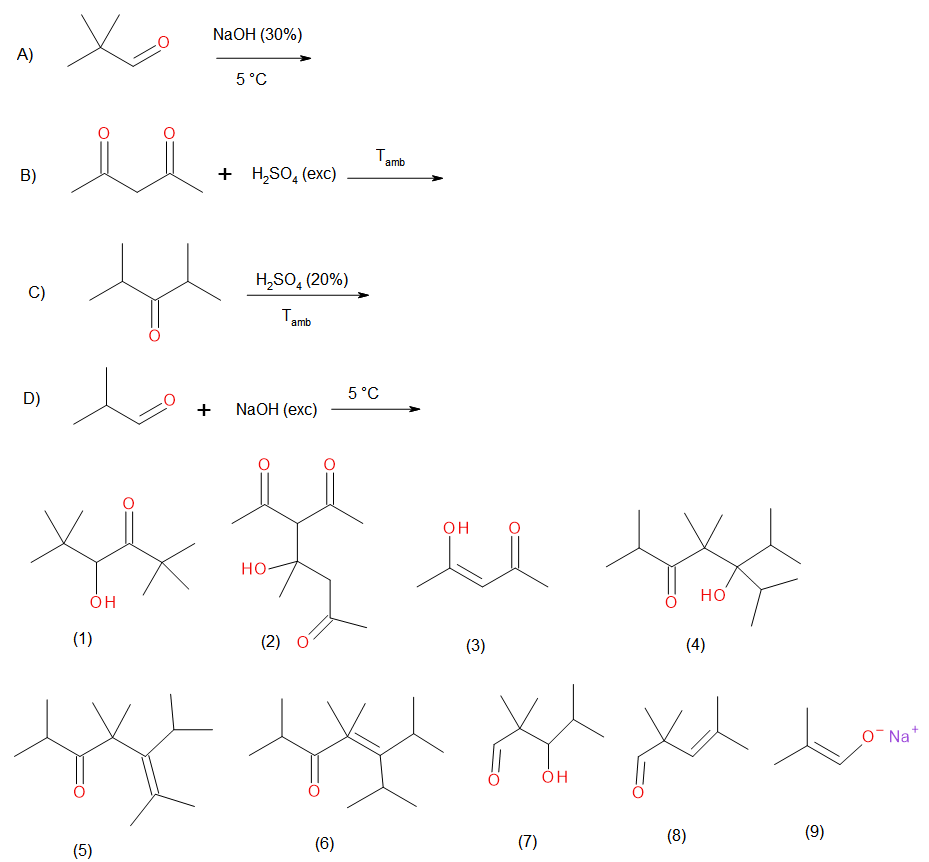 A)
O
NaOH (30%)
5 °C
B)
O
O
+
H₂SO₄ (exc)
Tamb
C)
O
H₂SO₄ (20%)
Tamb
D)
O
+
NaOH (exc)
5 °C
O
OH
(1)
O
O
HO
O
(2)
OH
O
(3)
O
HO
(4)
O
(5)
O
(6)
O
OH
(7)
O
(8)
O⁻ Na⁺
(9)